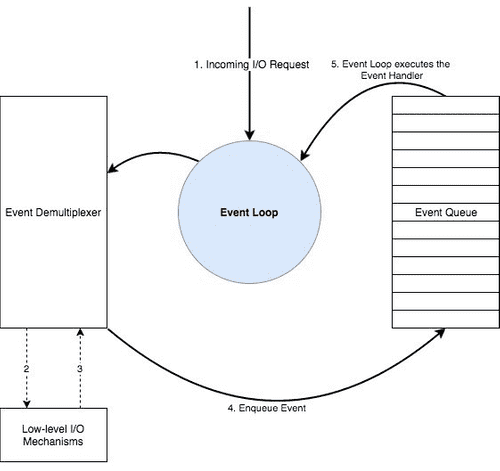 1. Incoming I/O Request
5. Event Loop executes the
Event Handler
Event Demultiplexer
Event Loop
Event Queue
2
3
4. Enqueue Event
Low-level I/O
Mechanisms